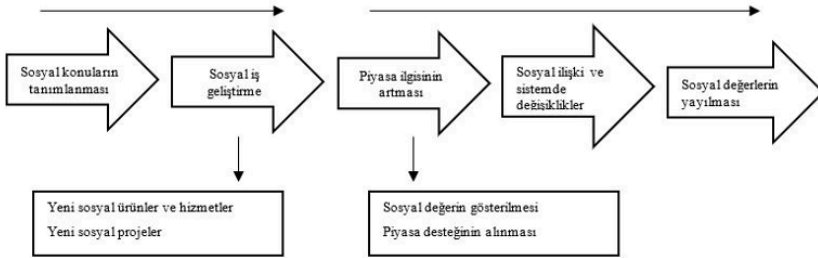 Sosyal konuların
tanımlanması
Sosyal iş
geliştirme
Piyasa ilgisinin
artması
Sosyal ilişki ve
sistemde
değişiklikler
Sosyal değerlerin
yayılması
Yeni sosyal ürünler ve hizmetler
Yeni sosyal projeler
Sosyal değerin gösterilmesi
Piyasa desteğinin alınması